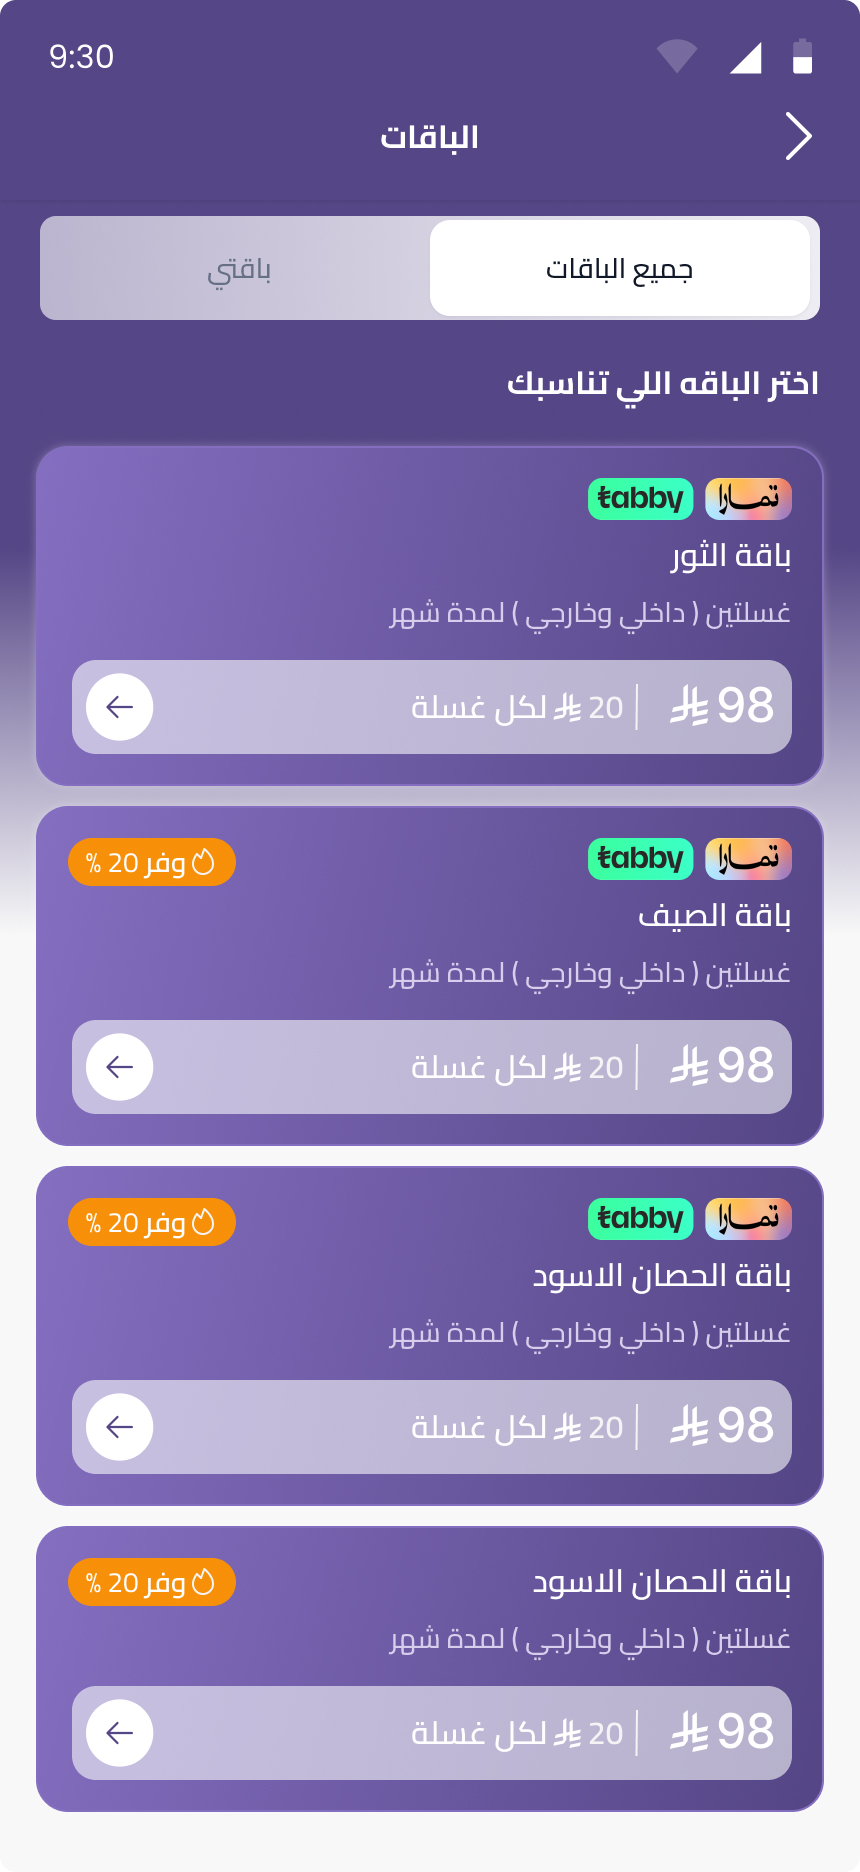 9:30
الباقات
جميع الباقات
باقتي
اختر الباقه اللي تناسبك
تمارا tabby
باقة الثور
غسلتين ( داخلي وخارجي ) لمدة شهر
98 ⃁ | 20 ⃁ لكل غسلة
تمارا tabby
وفر 20 %
باقة الصيف
غسلتين ( داخلي وخارجي ) لمدة شهر
98 ⃁ | 20 ⃁ لكل غسلة
تمارا tabby
وفر 20 %
باقة الحصان الاسود
غسلتين ( داخلي وخارجي ) لمدة شهر
98 ⃁ | 20 ⃁ لكل غسلة
باقة الحصان الاسود
وفر 20 %
غسلتين ( داخلي وخارجي ) لمدة شهر
98 ⃁ | 20 ⃁ لكل غسلة